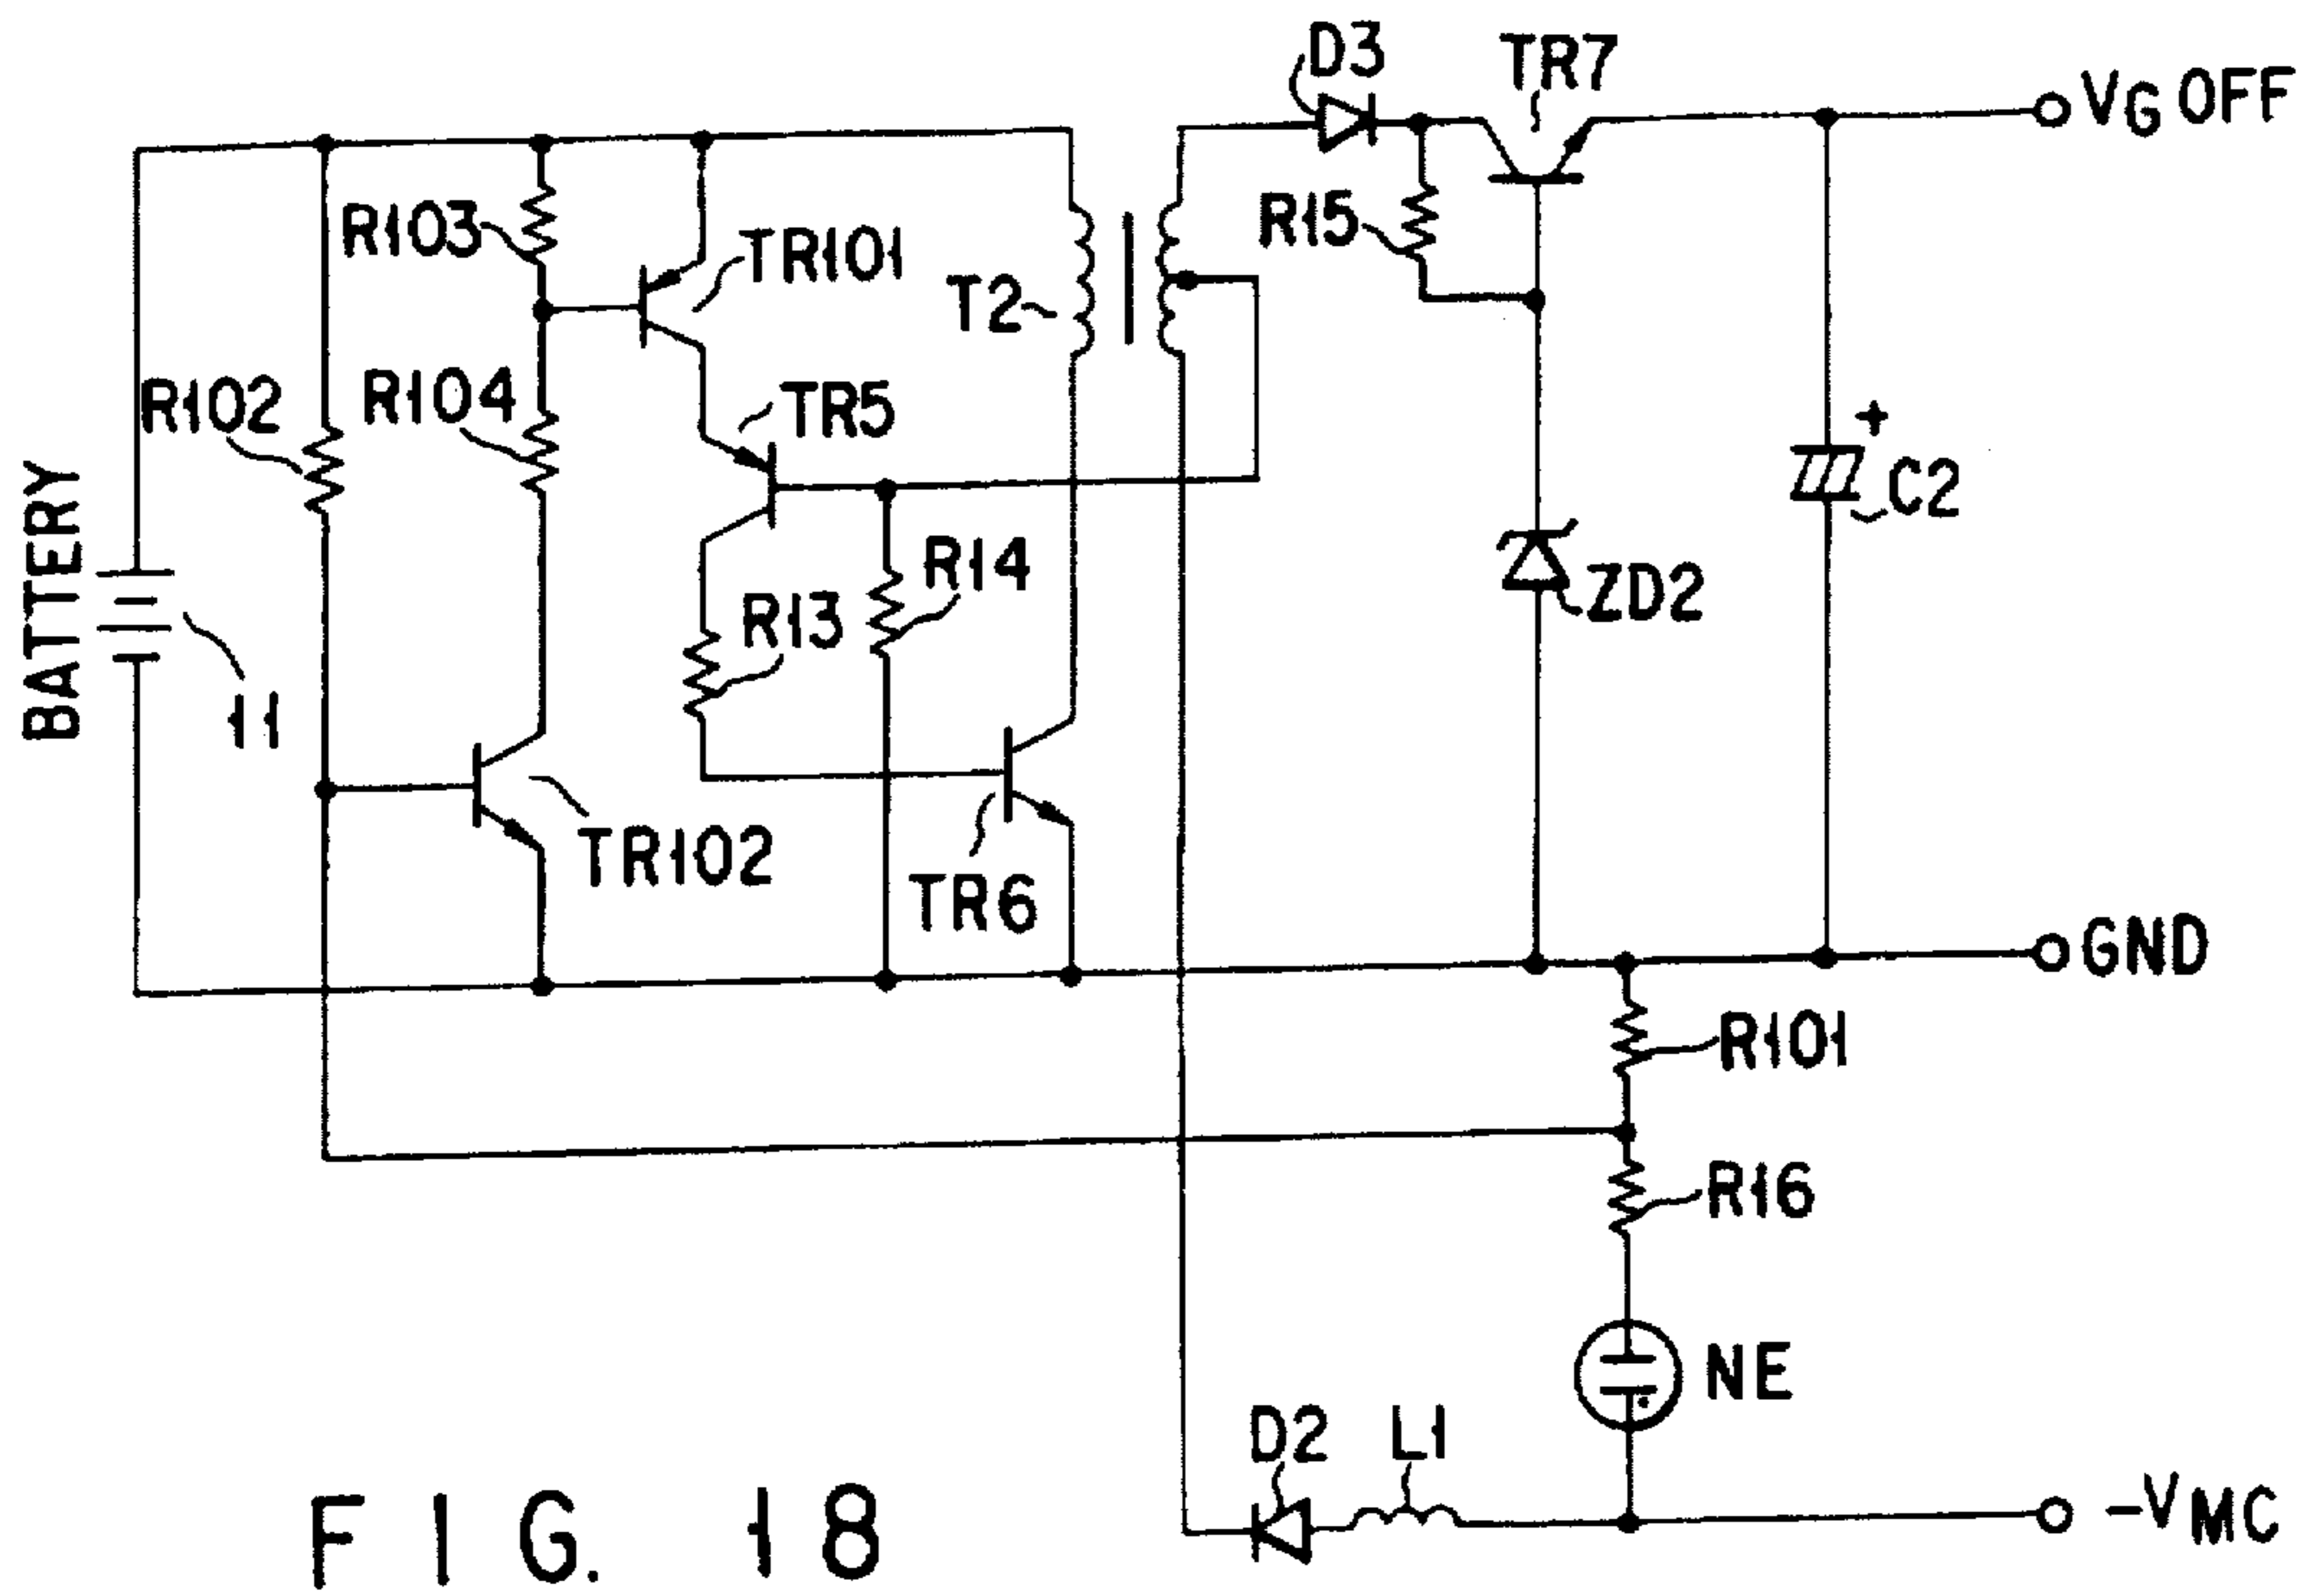 D3
TR7
VG OFF
R103
TR101
R15
T2
R102
R104
TR5
+
C2
BATTERY
R14
ZD2
R13
11
TR102
TR6
GND
R101
R16
NE
D2
L1
-VMC
FIG. 18